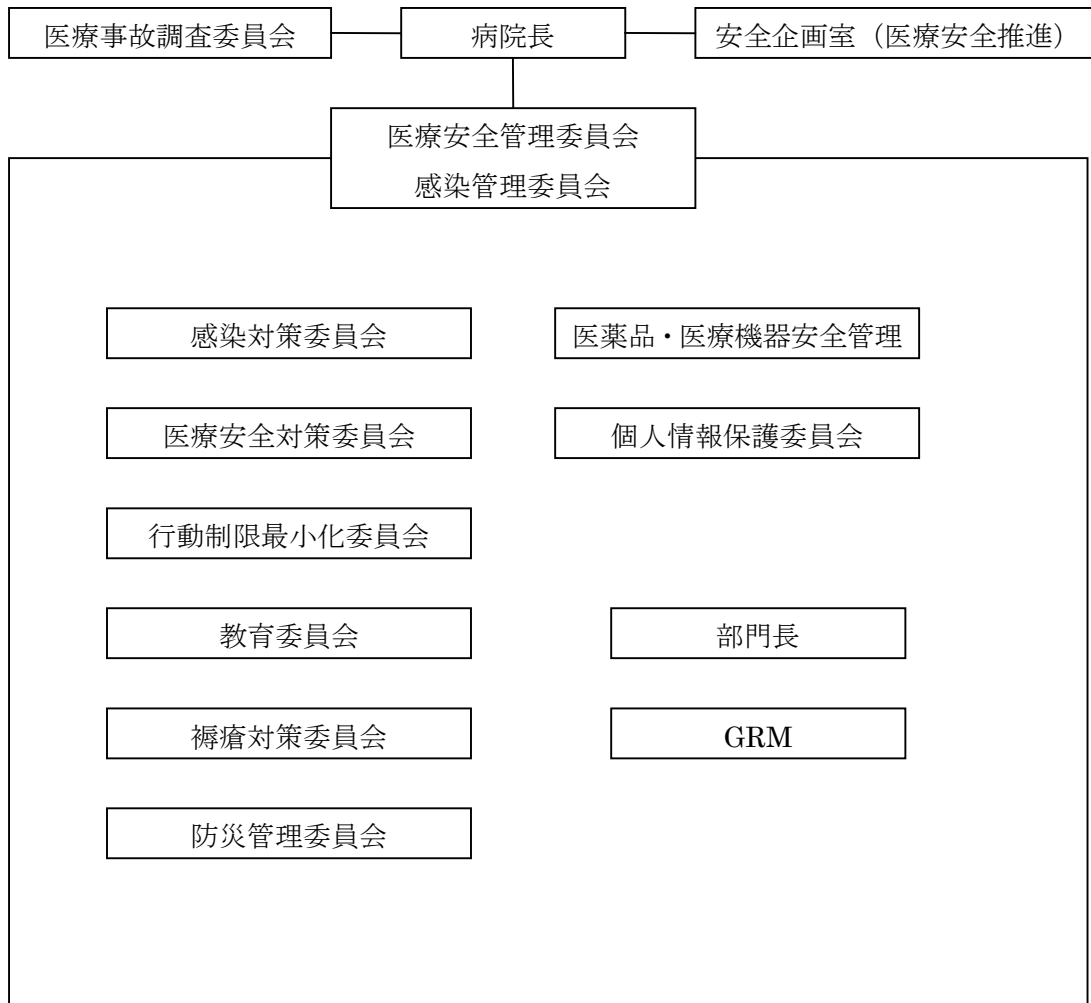 医療事故調査委員会
病院長
安全企画室（医療安全推進）
医療安全管理委員会
感染管理委員会
感染対策委員会
医薬品・医療機器安全管理
医療安全対策委員会
個人情報保護委員会
行動制限最小化委員会
教育委員会
部門長
褥瘡対策委員会
GRM
防災管理委員会